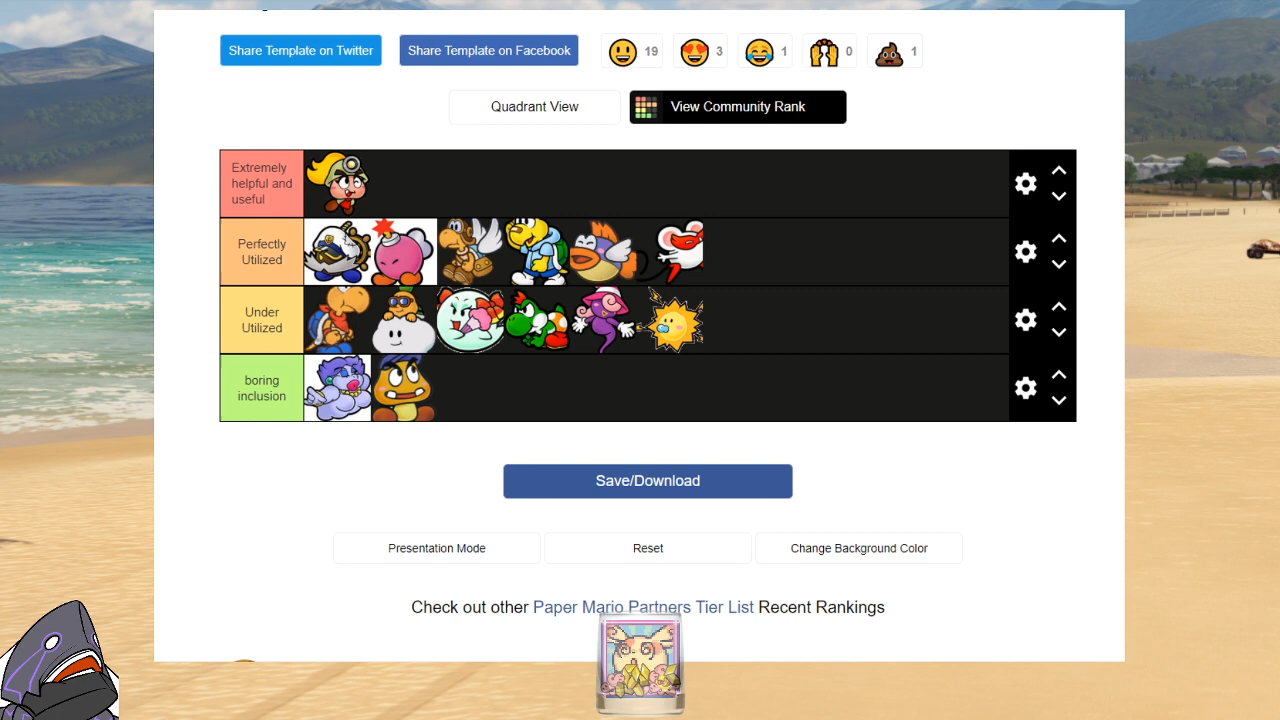 Share Template on Twitter
Share Template on Facebook
19
3
1
0
1
Quadrant View
View Community Rank
Extremely
helpful and
useful
Perfectly
Utilized
Under
Utilized
boring
inclusion
Save/Download
Presentation Mode
Reset
Change Background Color
Check out other Paper Mario Partners Tier List Recent Rankings